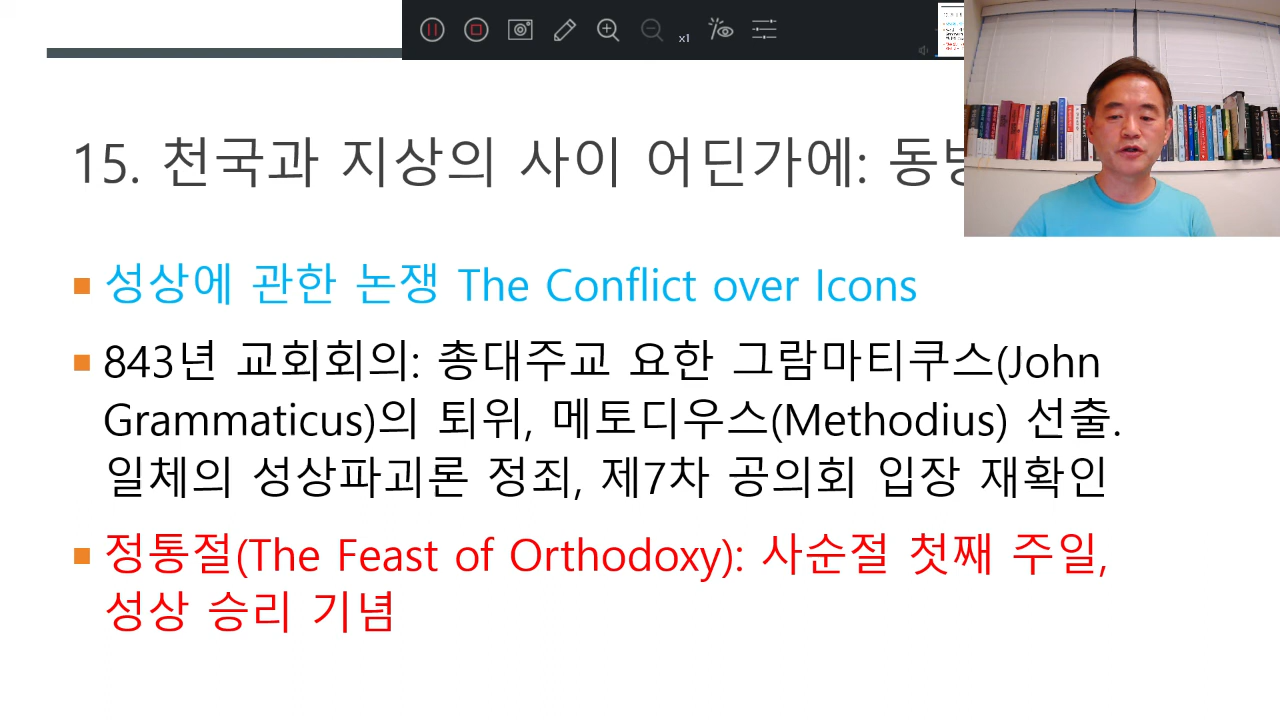 x1
15. 천국과 지상의 사이 어딘가에:
성상에 관한 논쟁 The Conflict over Icons
843년 교회회의: 총대주교 요한 그람마티쿠스(John
Grammaticus)의 퇴위, 메토디우스(Methodius) 선출.
일체의 성상파괴론 정죄, 제7차 공의회 입장 재확인
정통절(The Feast of Orthodoxy): 사순절 첫째 주일,
성상 승리 기념